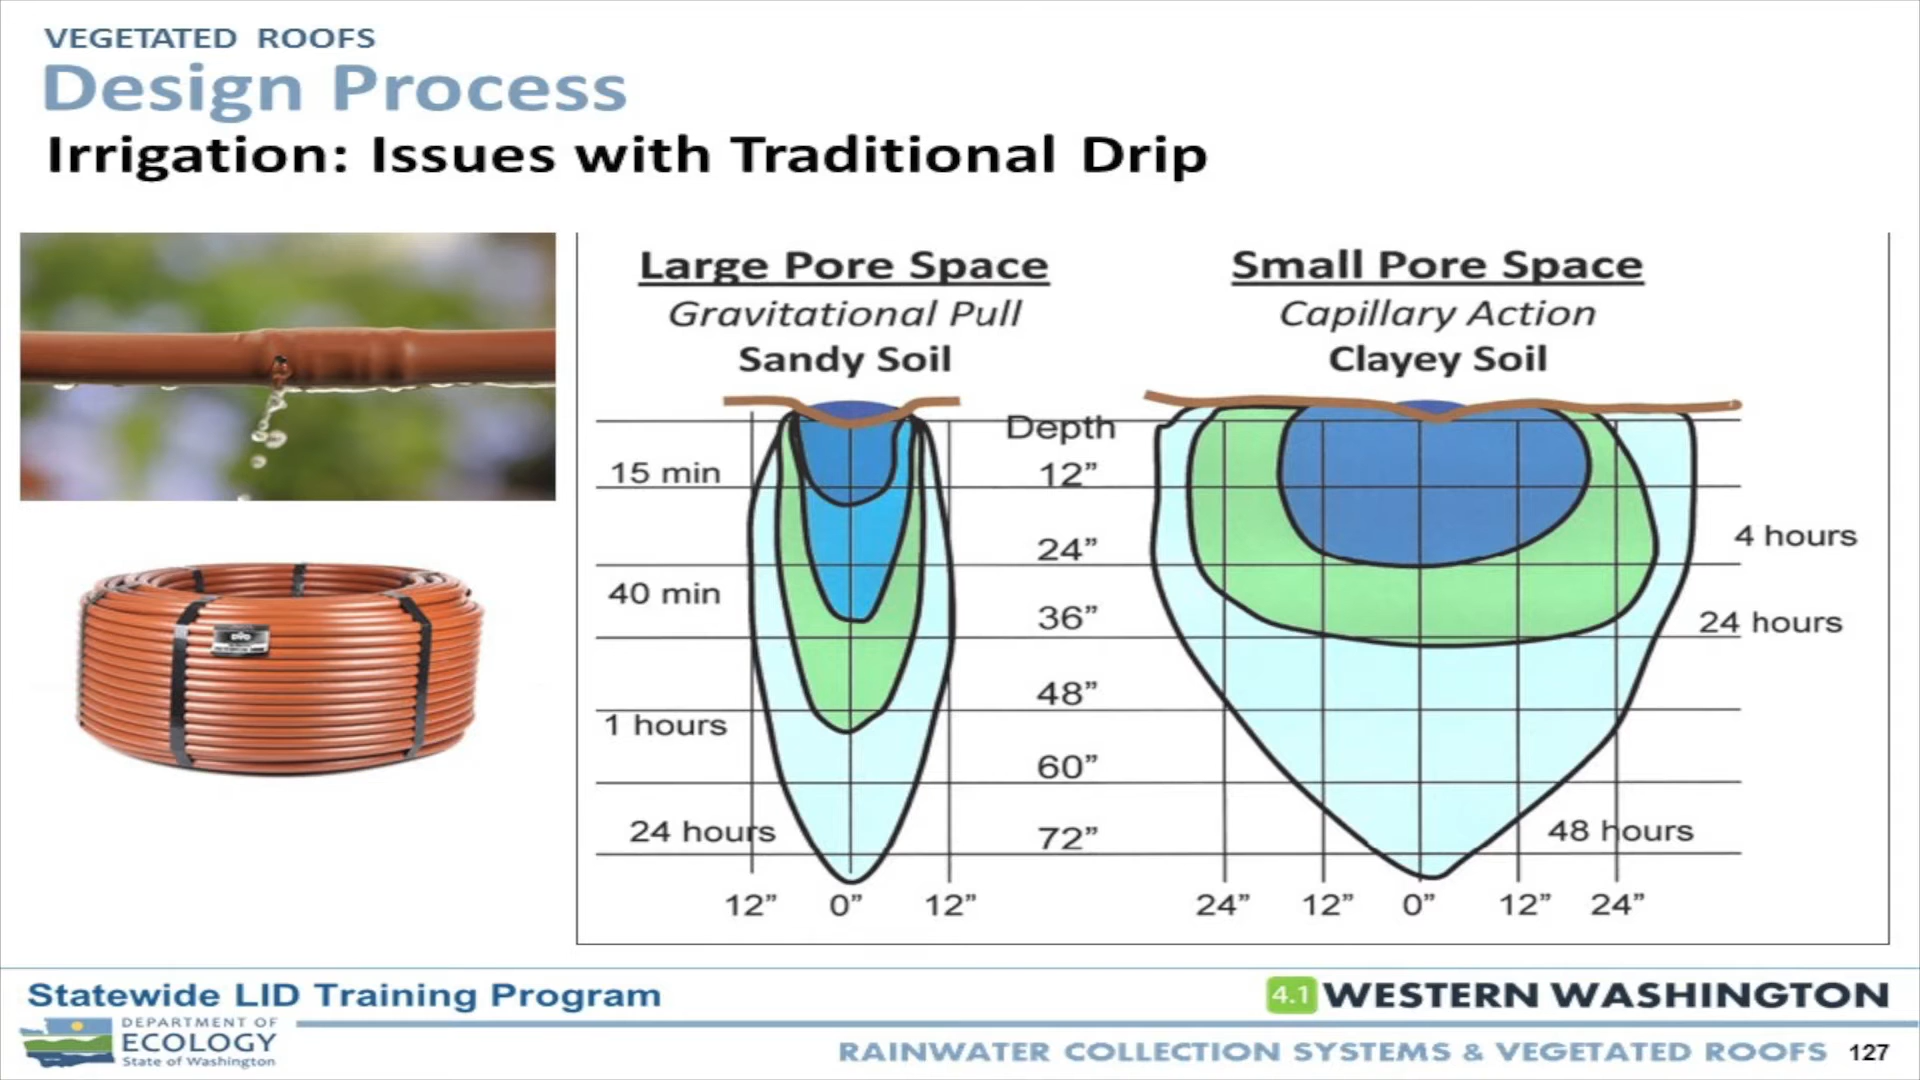 VEGETATED ROOFS
Design Process
Irrigation: Issues with Traditional Drip
Large Pore Space
Gravitational Pull
Sandy Soil
Small Pore Space
Capillary Action
Clayey Soil
Depth
15 min
12”
24”
4 hours
40 min
36”
24 hours
48”
1 hours
60”
24 hours
72”
48 hours
12” 0” 12”
24” 12” 0” 12” 24”
Statewide LID Training Program
4.1 WESTERN WASHINGTON
DEPARTMENT OF
ECOLOGY
State of Washington
RAINWATER COLLECTION SYSTEMS & VEGETATED ROOFS 127